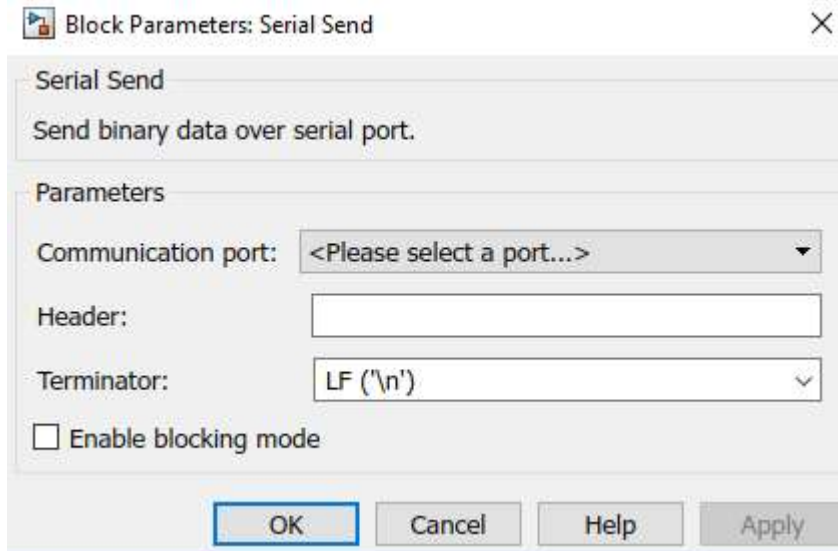 Block Parameters: Serial Send
Serial Send
Send binary data over serial port.
Parameters
Communication port: <Please select a port...>
Header:
Terminator: LF ('\n')
Enable blocking mode
OK Cancel Help Apply